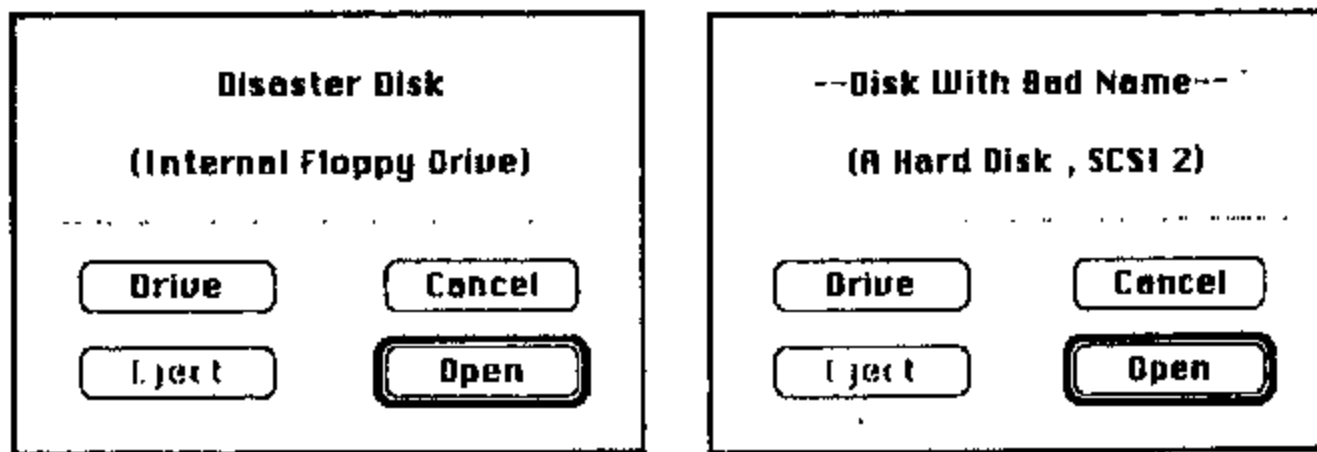 Disaster Disk
(Internal Floppy Drive)
Drive Cancel
Eject Open
--Disk With Bad Name--
(A Hard Disk , SCSI 2)
Drive Cancel
Eject Open